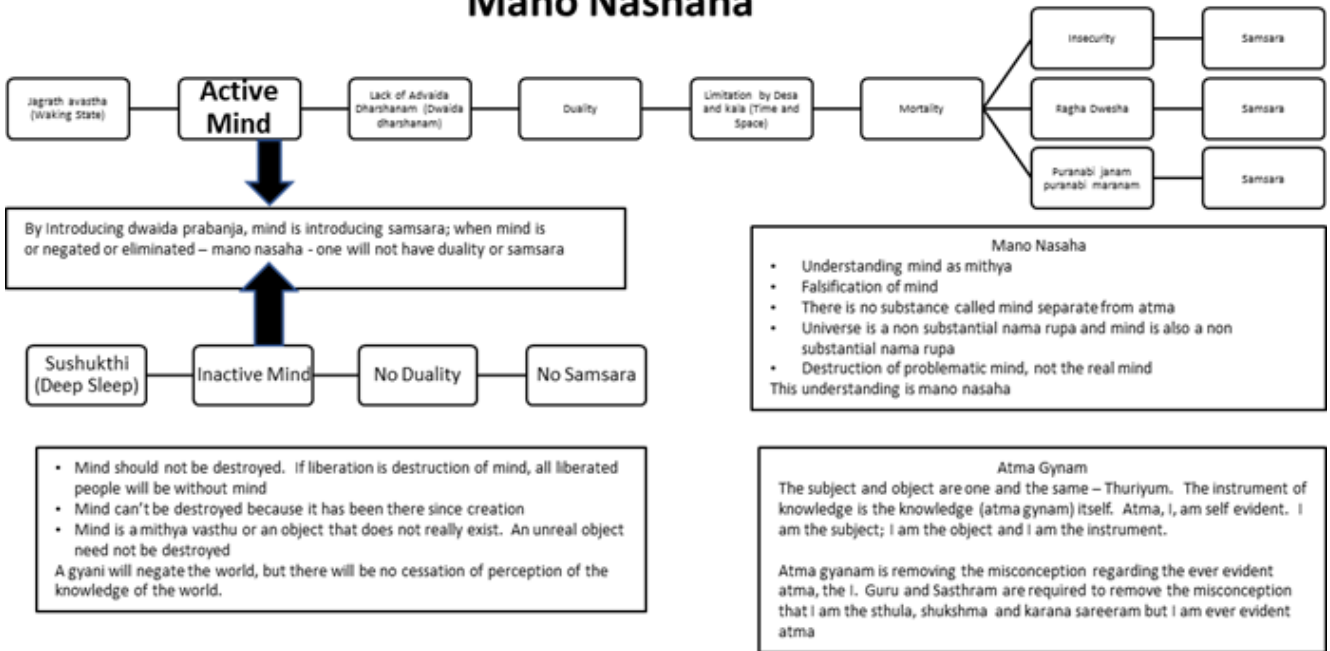 Mano Nashana
Insecurity
Samsara
Jagrath avastha
(Waking State)
Active
Mind
Lack of Advaida
Dharshanam (Dwaida
dharshanam)
Duality
Limitation by Desa
and kala (Time and
Space)
Mortality
Ragha Dwesha
Samsara
Puranabi janam
puranabi maranam
Samsara
By Introducing dwaida prabanja, mind is introducing samsara; when mind is
or negated or eliminated – mano nasaha - one will not have duality or samsara
Sushukthi
(Deep Sleep)
Inactive Mind
No Duality
No Samsara
Mano Nasaha
• Understanding mind as mithya
• Falsification of mind
• There is no substance called mind separate from atma
• Universe is a non substantial nama rupa and mind is also a non
substantial nama rupa
• Destruction of problematic mind, not the real mind
This understanding is mano nasaha
• Mind should not be destroyed. If liberation is destruction of mind, all liberated
people will be without mind
• Mind can't be destroyed because it has been there since creation
• Mind is a mithya vasthu or an object that does not really exist. An unreal object
need not be destroyed
A gyani will negate the world, but there will be no cessation of perception of the
knowledge of the world.
Atma Gynam
The subject and object are one and the same – Thuriyum. The instrument of
knowledge is the knowledge (atma gynam) itself. Atma, I, am self evident. I
am the subject; I am the object and I am the instrument.
Atma gyanam is removing the misconception regarding the ever evident
atma, the I. Guru and Sasthram are required to remove the misconception
that I am the sthula, shukshma and karana sareeram but I am ever evident
atma